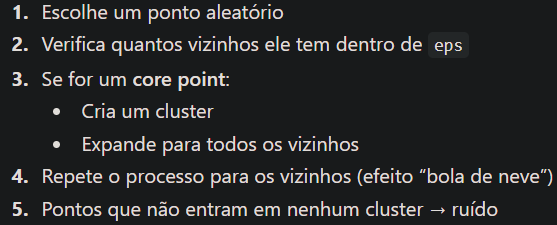 1. Escolhe um ponto aleatório
2. Verifica quantos vizinhos ele tem dentro de eps
3. Se for um core point:
• Cria um cluster
• Expande para todos os vizinhos
4. Repete o processo para os vizinhos (efeito “bola de neve”)
5. Pontos que não entram em nenhum cluster → ruído